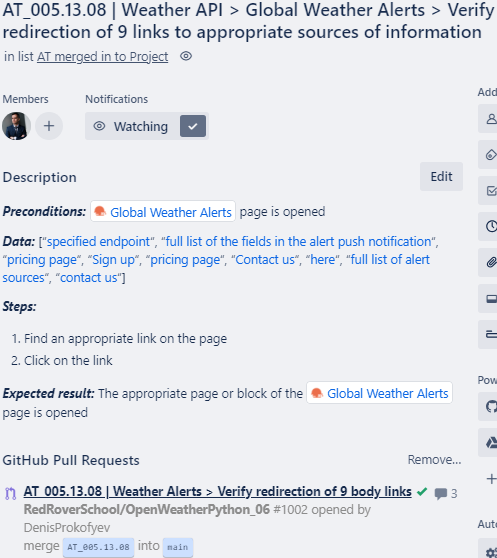 AT_005.13.08 | Weather API > Global Weather Alerts > Verify
redirection of 9 links to appropriate sources of information
in list AT merged in to Project
Members
Notifications
Add
Watching
Description
Edit
Preconditions: Global Weather Alerts page is opened
Data: ["specified endpoint", "full list of the fields in the alert push notification",
"pricing page", "Sign up", "pricing page", "Contact us", "here", "full list of alert
sources", "contact us"]
Steps:
1. Find an appropriate link on the page
2. Click on the link
Expected result: The appropriate page or block of the Global Weather Alerts
page is opened
Pow
GitHub Pull Requests
Remove...
AT_005.13.08 | Weather Alerts > Verify redirection of 9 body links 3
RedRoverSchool/OpenWeatherPython_06 #1002 opened by
DenisProkofyev
merge AT_005.13.08 into main
Auto